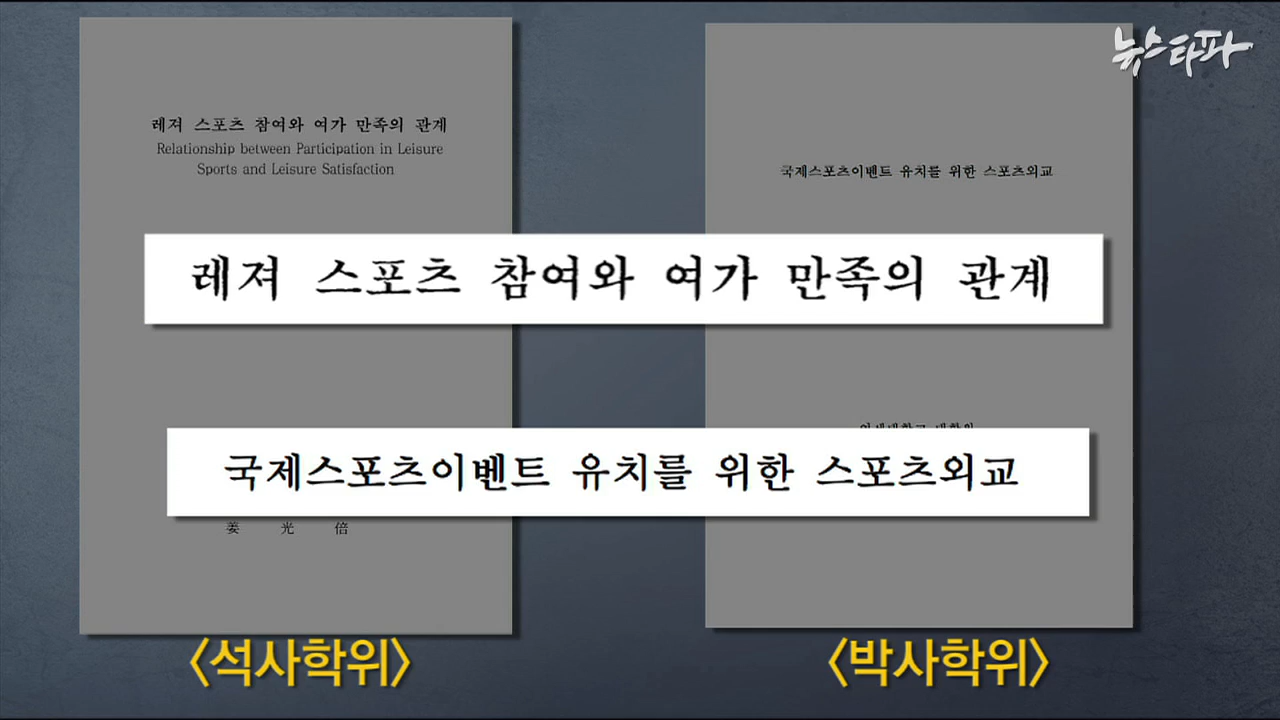 뉴스타파
레져 스포츠 참여와 여가 만족의 관계
Relationship between Participation in Leisure
Sports and Leisure Satisfaction
국제스포츠이벤트 유치를 위한 스포츠외교
레져 스포츠 참여와 여가 만족의 관계
국제스포츠이벤트 유치를 위한 스포츠외교
姜 光 倍
〈석사학위〉
〈박사학위〉